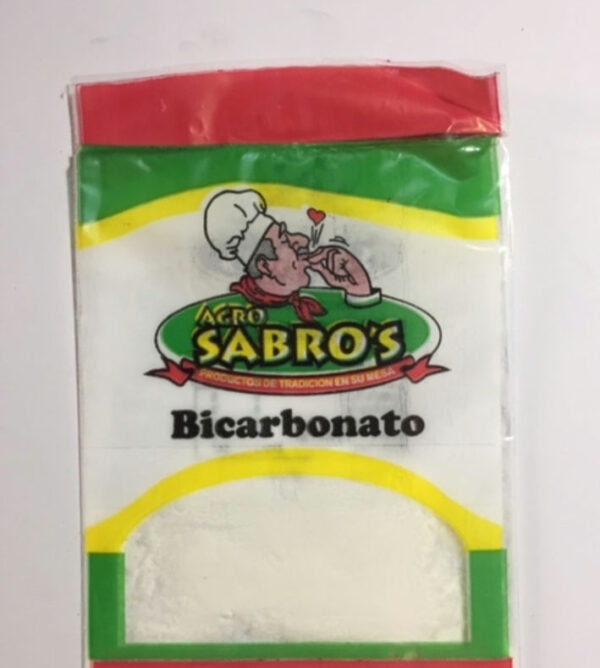 AGRO
SABRO'S
PRODUCTOS DE TRADICION EN SU MESA
Bicarbonato